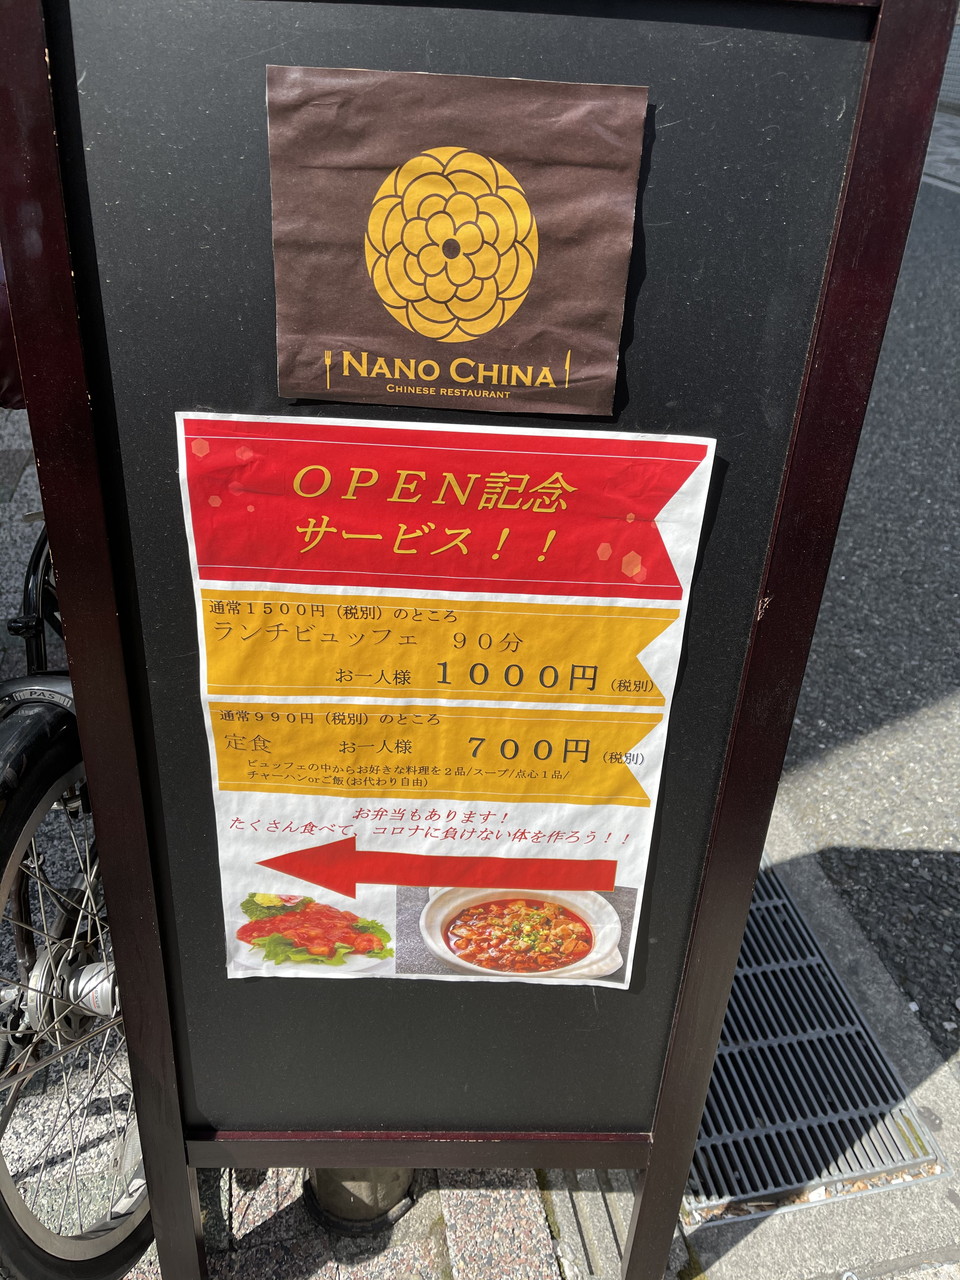 NANO CHINA
CHINESE RESTAURANT
OPEN記念
サービス！！
通常１５００円（税別）のところ
ランチビュッフェ　９０分
お一人様　１０００円（税別）
通常９９０円（税別）のところ
定食　お一人様　７００円（税別）
ビュッフェの中からお好きな料理を２品/スープ/点心１品/
チャーハンorご飯(お代わり自由)
お弁当もあります！
たくさん食べて、コロナに負けない体を作ろう！！
PAS